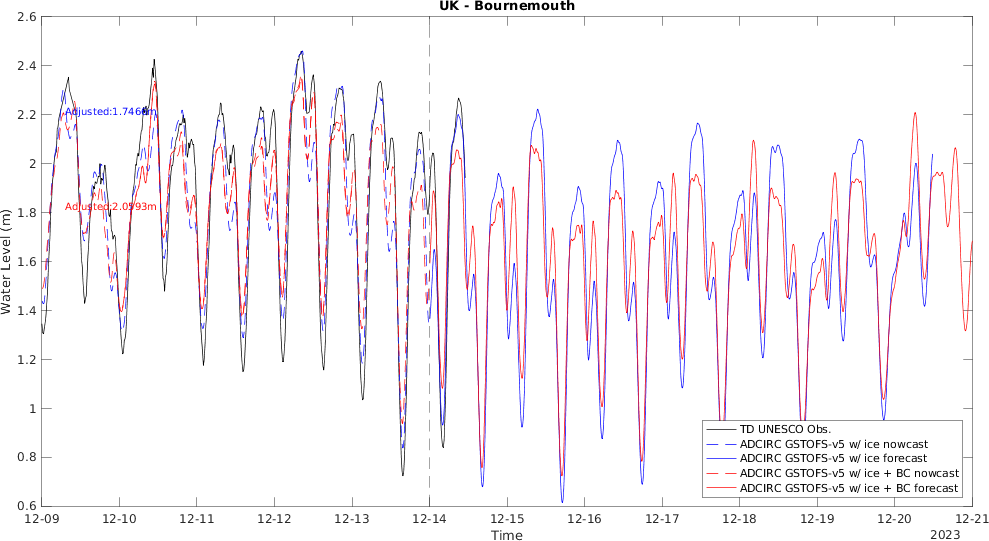 UK - Bournemouth
2.6
2.4
2.2
2
1.8
1.6
1.4
1.2
1
0.8
0.6
Water Level (m)
Adjusted:2.0593m
TD UNESCO Obs.
ADCIRC GSTOFS-v5 w/ ice nowcast
ADCIRC GSTOFS-v5 w/ ice forecast
ADCIRC GSTOFS-v5 w/ ice + BC nowcast
ADCIRC GSTOFS-v5 w/ ice + BC forecast
12-09 12-10 12-11 12-12 12-13 12-14 12-15 12-16 12-17 12-18 12-19 12-20 12-21
Time
2023